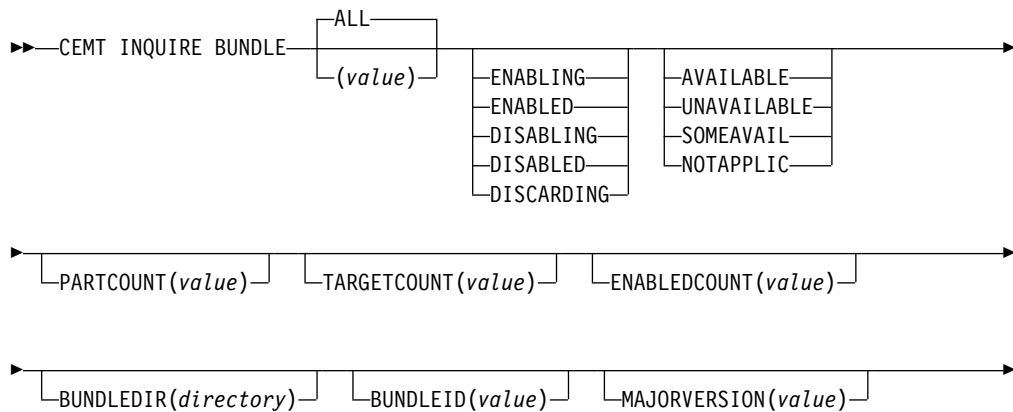 ALL
CEMT INQUIRE BUNDLE
(value)
ENABLING
ENABLED
DISABLING
DISABLED
DISCARDING
AVAILABLE
UNAVAILABLE
SOMEAVAIL
NOTAPPLIC
PARTCOUNT(value) TARGETCOUNT(value) ENABLEDCOUNT(value)
BUNDLEDIR(directory) BUNDLEID(value) MAJORVERSION(value)